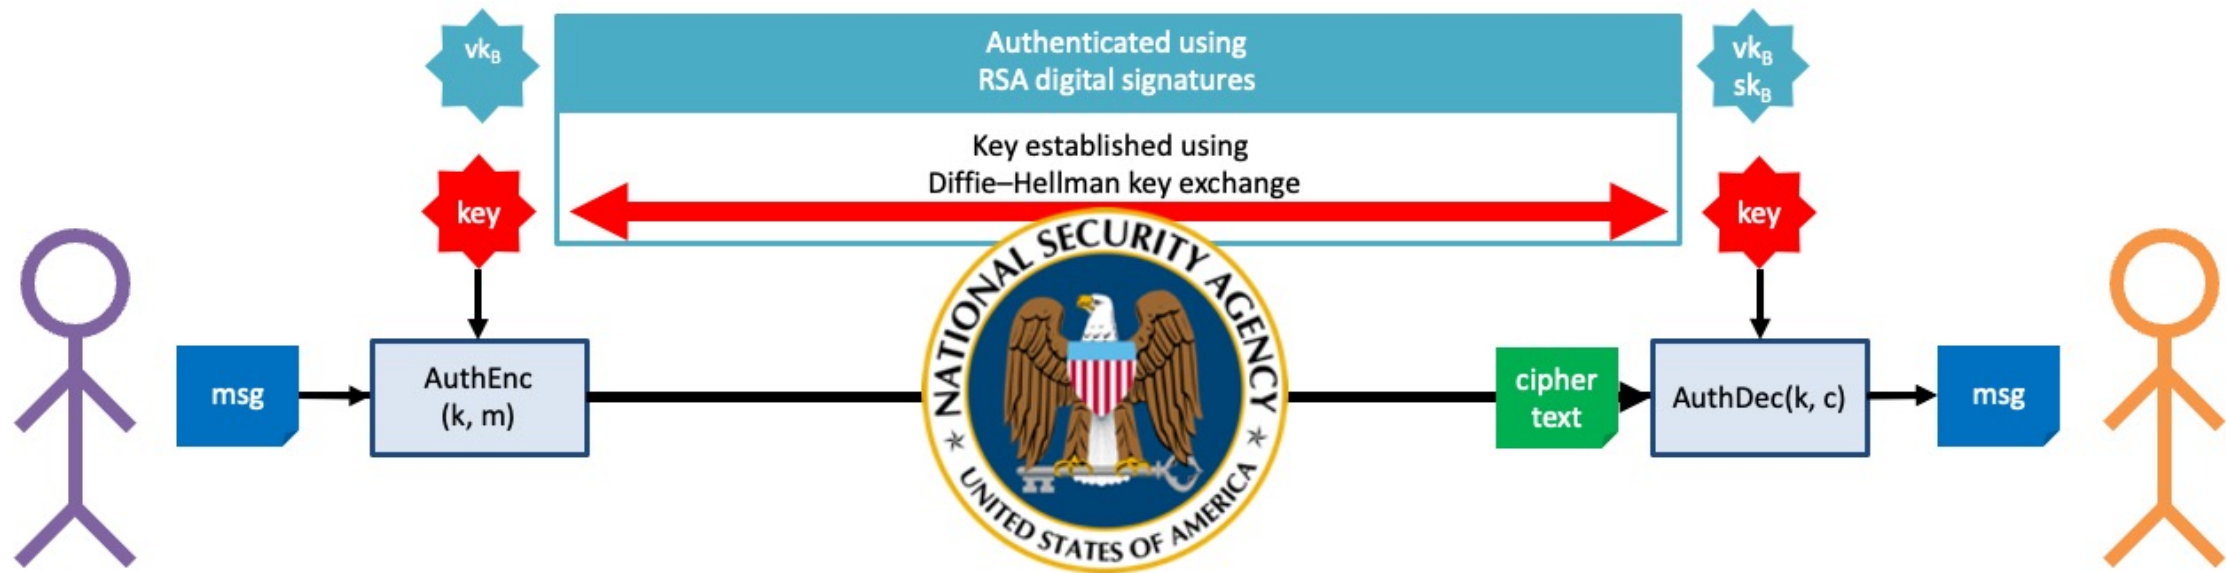 vkB
Authenticated using
RSA digital signatures
vkB
skB
Key established using
Diffie–Hellman key exchange
key
key
NATIONAL SECURITY AGENCY
UNITED STATES OF AMERICA
msg
AuthEnc
(k, m)
cipher
text
AuthDec(k, c)
msg